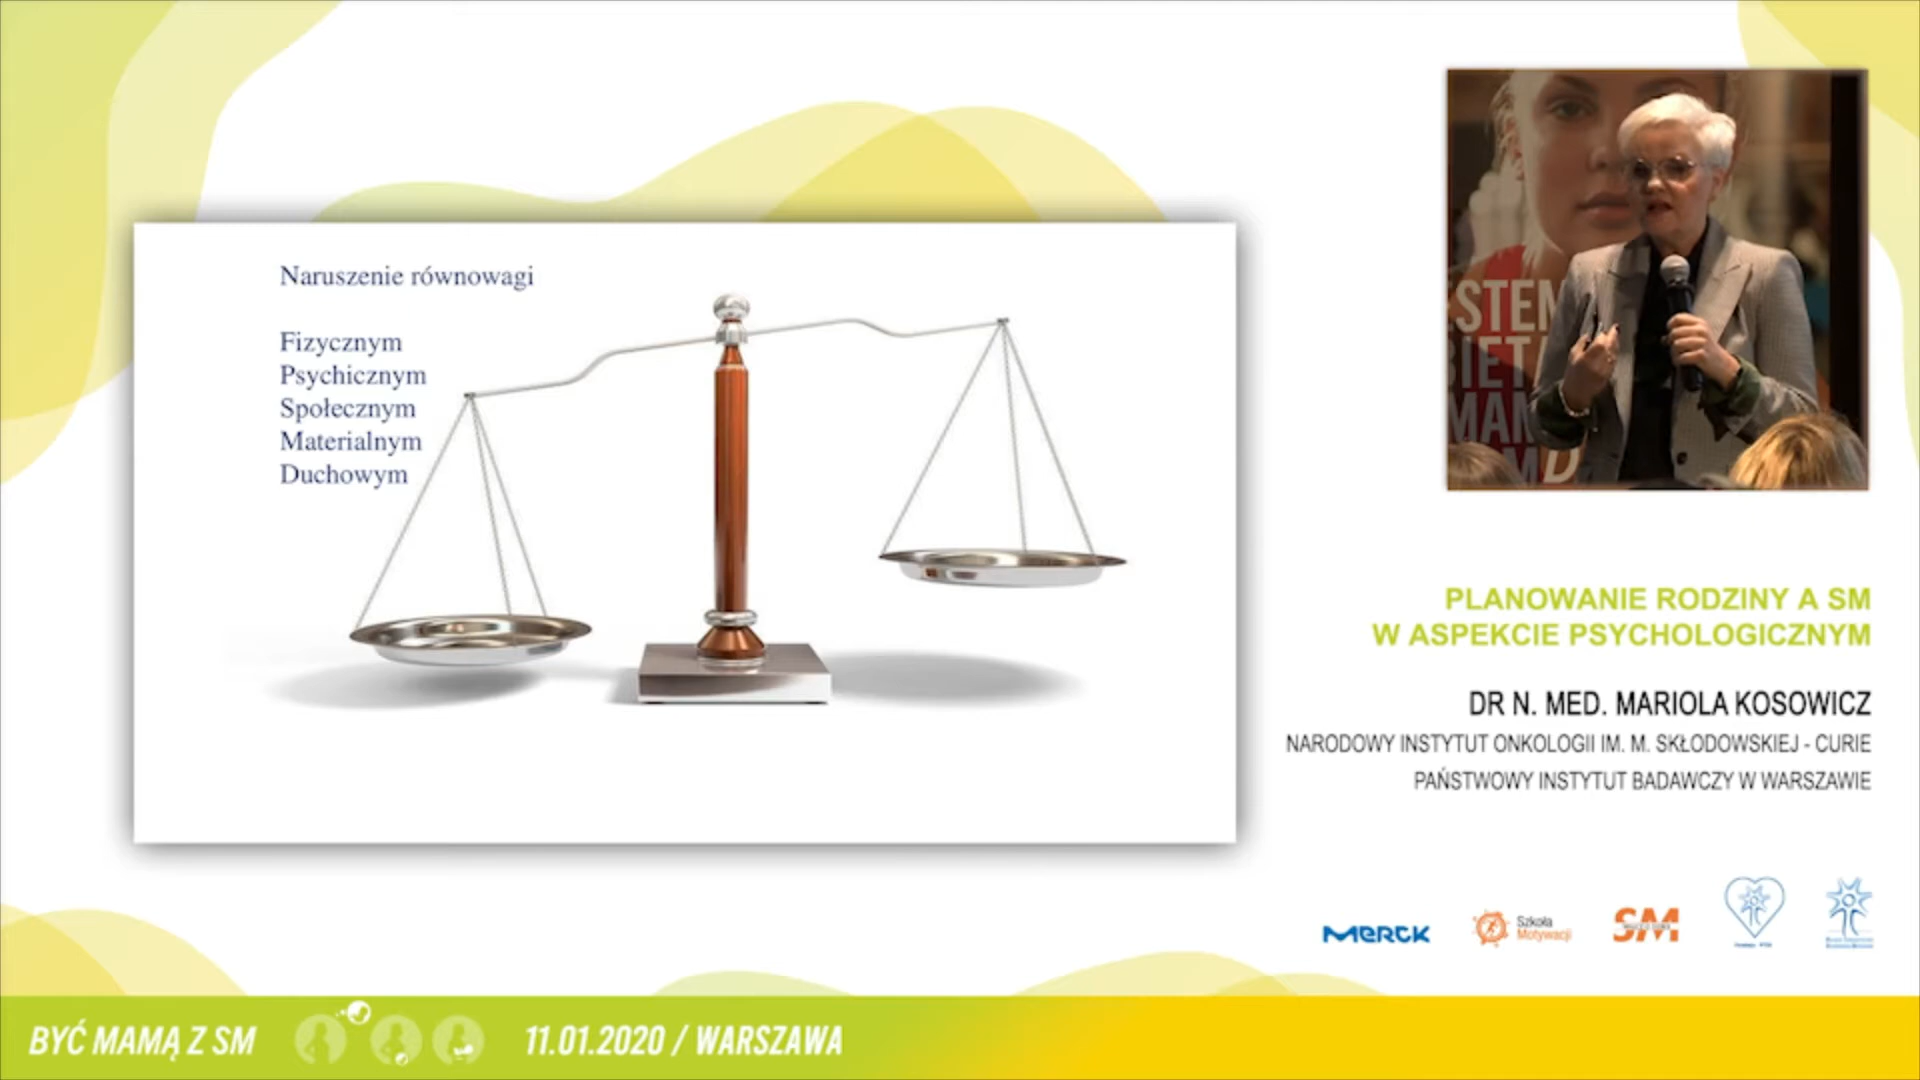 Naruszenie równowagi
Fizycznym
Psychicznym
Społecznym
Materialnym
Duchowym
PLANOWANIE RODZINY A SM
W ASPEKCIE PSYCHOLOGICZNYM
DR N. MED. MARIOLA KOSOWICZ
NARODOWY INSTYTUT ONKOLOGII IM. M. SKŁODOWSKIEJ - CURIE
PAŃSTWOWY INSTYTUT BADAWCZY W WARSZAWIE
MERCK
Szkoła
Motywacji
SM
BYĆ MAMĄ Z SM
11.01.2020 / WARSZAWA